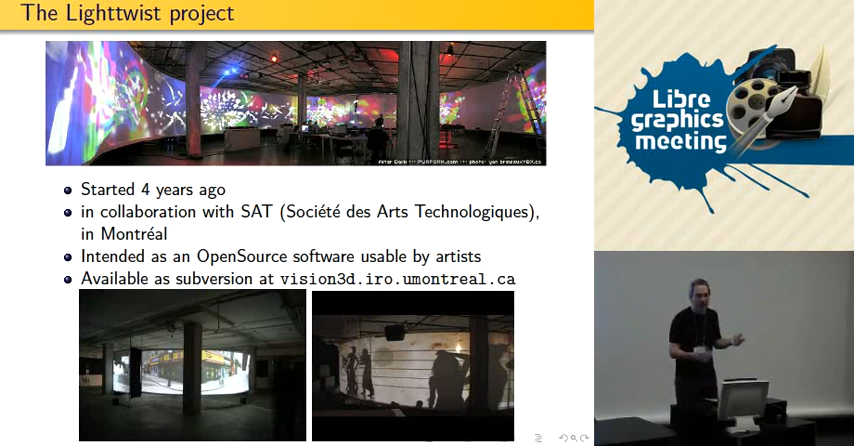 The Lighttwist project
Started 4 years ago
in collaboration with SAT (Société des Arts Technologiques),
in Montréal
Intended as an OpenSource software usable by artists
Available as subversion at vision3d.iro.umontreal.ca
Libre
graphics
meeting